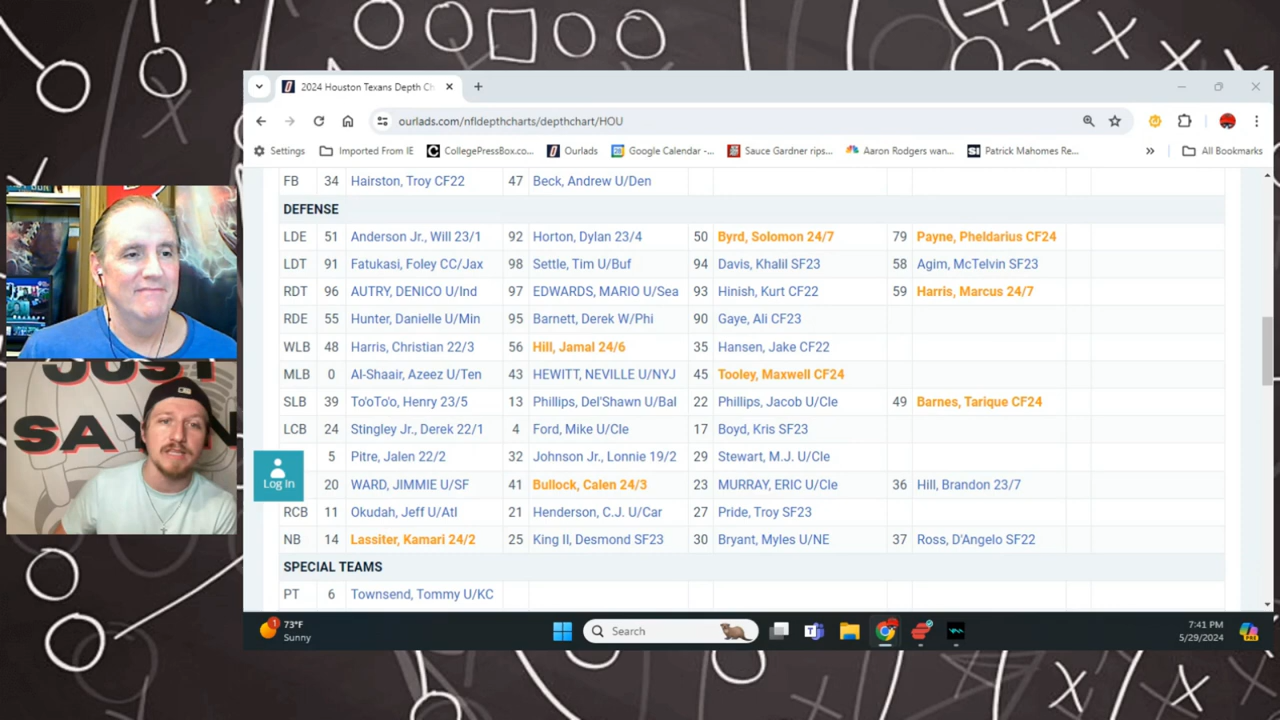 2024 Houston Texans Depth Ch
ourlads.com/nfldepthcharts/depthchart/HOU
Settings Imported From IE CollegePressBox.co... Ourlads Google Calendar -... Sauce Gardner rips... Aaron Rodgers wan... Patrick Mahomes Re... » All Bookmarks
FB 34 Hairston, Troy CF22 47 Beck, Andrew U/Den
DEFENSE
LDE 51 Anderson Jr., Will 23/1 92 Horton, Dylan 23/4 50 Byrd, Solomon 24/7 79 Payne, Pheldarius CF24
LDT 91 Fatukasi, Foley CC/Jax 98 Settle, Tim U/Buf 94 Davis, Khalil SF23 58 Agim, McTelvin SF23
RDT 96 AUTRY, DENICO U/Ind 97 EDWARDS, MARIO U/Sea 93 Hinish, Kurt CF22 59 Harris, Marcus 24/7
RDE 55 Hunter, Danielle U/Min 95 Barnett, Derek W/Phi 90 Gaye, Ali CF23
WLB 48 Harris, Christian 22/3 56 Hill, Jamal 24/6 35 Hansen, Jake CF22
MLB 0 Al-Shaair, Azeez U/Ten 43 HEWITT, NEVILLE U/NYJ 45 Tooley, Maxwell CF24
SLB 39 To'oTo'o, Henry 23/5 13 Phillips, Del'Shawn U/Bal 22 Phillips, Jacob U/Cle 49 Barnes, Tarique CF24
LCB 24 Stingley Jr., Derek 22/1 4 Ford, Mike U/Cle 17 Boyd, Kris SF23
5 Pitre, Jalen 22/2 32 Johnson Jr., Lonnie 19/2 29 Stewart, M.J. U/Cle
20 WARD, JIMMIE U/SF 41 Bullock, Calen 24/3 23 MURRAY, ERIC U/Cle 36 Hill, Brandon 23/7
RCB 11 Okudah, Jeff U/Atl 21 Henderson, C.J. U/Car 27 Pride, Troy SF23
NB 14 Lassiter, Kamari 24/2 25 King II, Desmond SF23 30 Bryant, Myles U/NE 37 Ross, D'Angelo SF22
SPECIAL TEAMS
PT 6 Townsend, Tommy U/KC
Log In
JUST
SAY N
1
73°F
Sunny
Search
7:41 PM
5/29/2024